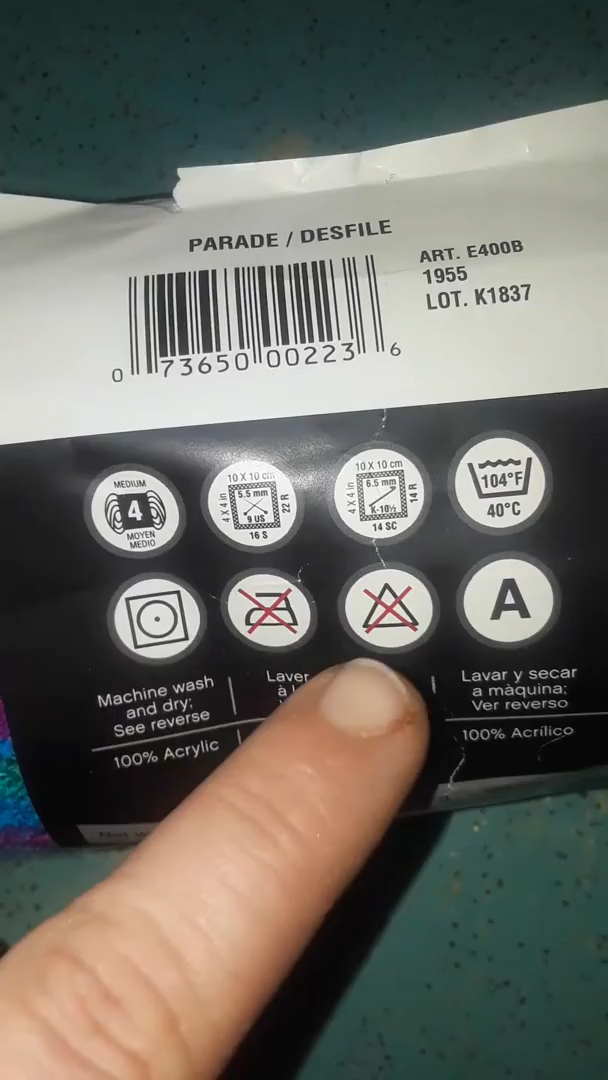 PARADE / DESFILE
ART. E400B
1955
LOT. K1837
0 73650 00223 6
MEDIUM
4
MOYEN
MEDIO
10 X 10 cm
4 X 4 in
5.5 mm
9 US
22 R
16 S
10 X 10 cm
4 X 4 in
6.5 mm
K-10½
14 R
14 SC
104°F
40°C
A
Machine wash
and dry;
See reverse
100% Acrylic
Laver
à
Lavar y secar
a màquina;
Ver reverso
100% Acrílico